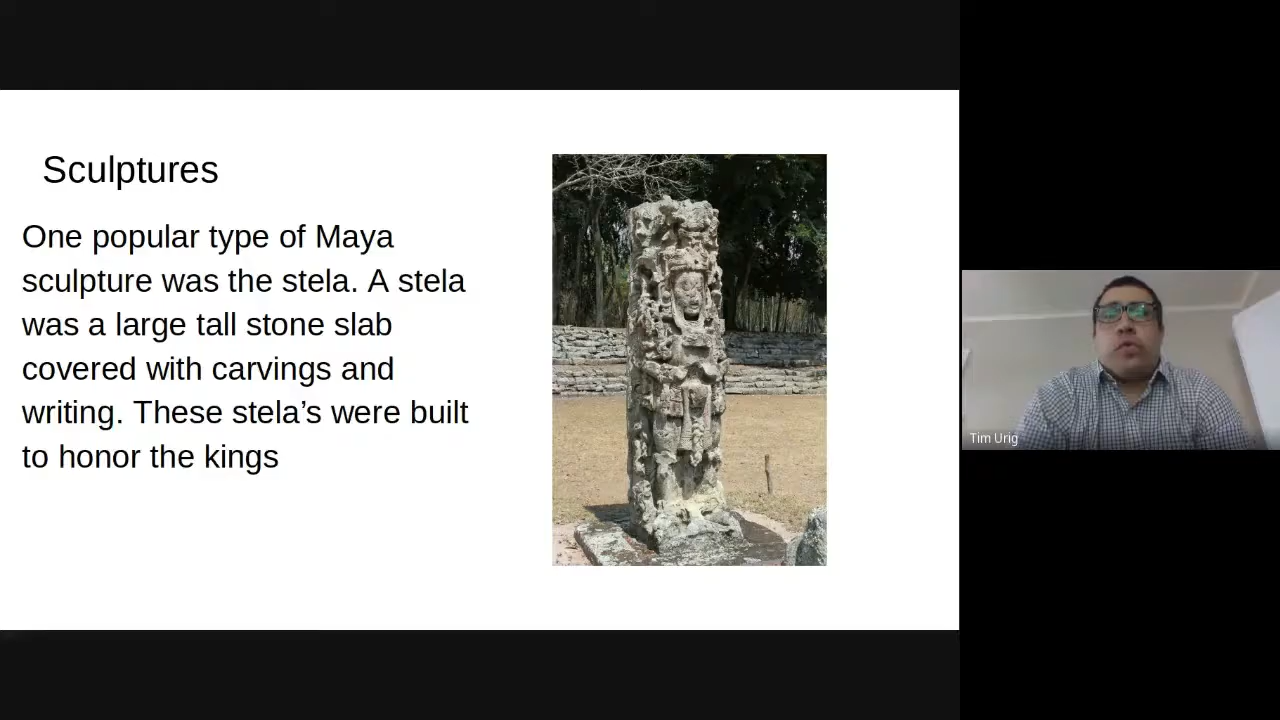 Sculptures
One popular type of Maya
sculpture was the stela. A stela
was a large tall stone slab
covered with carvings and
writing. These stela’s were built
to honor the kings
Tim Urig